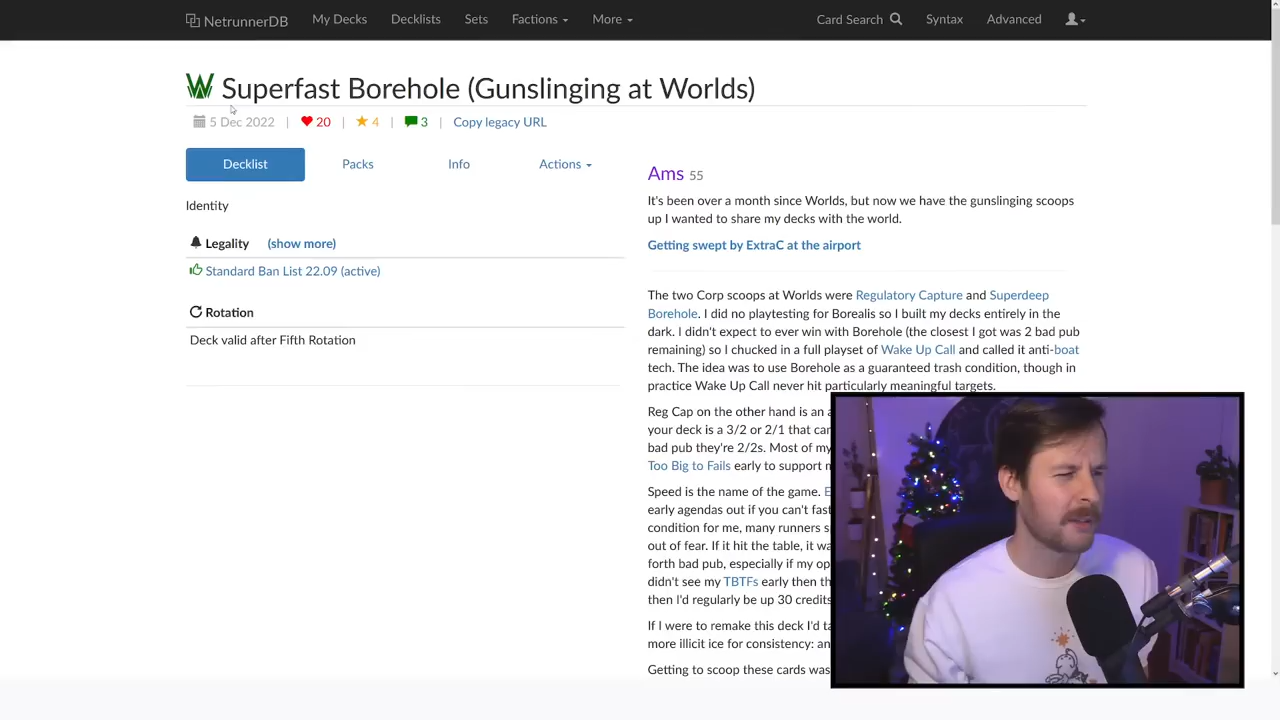 NetrunnerDB My Decks Decklists Sets Factions More Card Search Syntax Advanced
Superfast Borehole (Gunslinging at Worlds)
5 Dec 2022 | 20 | 4 | 3 | Copy legacy URL
Decklist Packs Info Actions
Identity
Legality (show more)
Standard Ban List 22.09 (active)
Rotation
Deck valid after Fifth Rotation
Ams 55
It's been over a month since Worlds, but now we have the gunslinging scoops
up I wanted to share my decks with the world.
Getting swept by ExtraC at the airport
The two Corp scoops at Worlds were Regulatory Capture and Superdeep
Borehole. I did no playtesting for Borealis so I built my decks entirely in the
dark. I didn't expect to ever win with Borehole (the closest I got was 2 bad pub
remaining) so I chucked in a full playset of Wake Up Call and called it anti-boat
tech. The idea was to use Borehole as a guaranteed trash condition, though in
practice Wake Up Call never hit particularly meaningful targets.
Reg Cap on the other hand is an
your deck is a 3/2 or 2/1 that car
bad pub they're 2/2s. Most of my
Too Big to Fails early to support
Speed is the name of the game.
early agendas out if you can't fast
condition for me, many runners
out of fear. If it hit the table, it wa
forth bad pub, especially if my op
didn't see my TBTFs early then th
then I'd regularly be up 30 credits
If I were to remake this deck I'd ta
more illicit ice for consistency: an
Getting to scoop these cards was